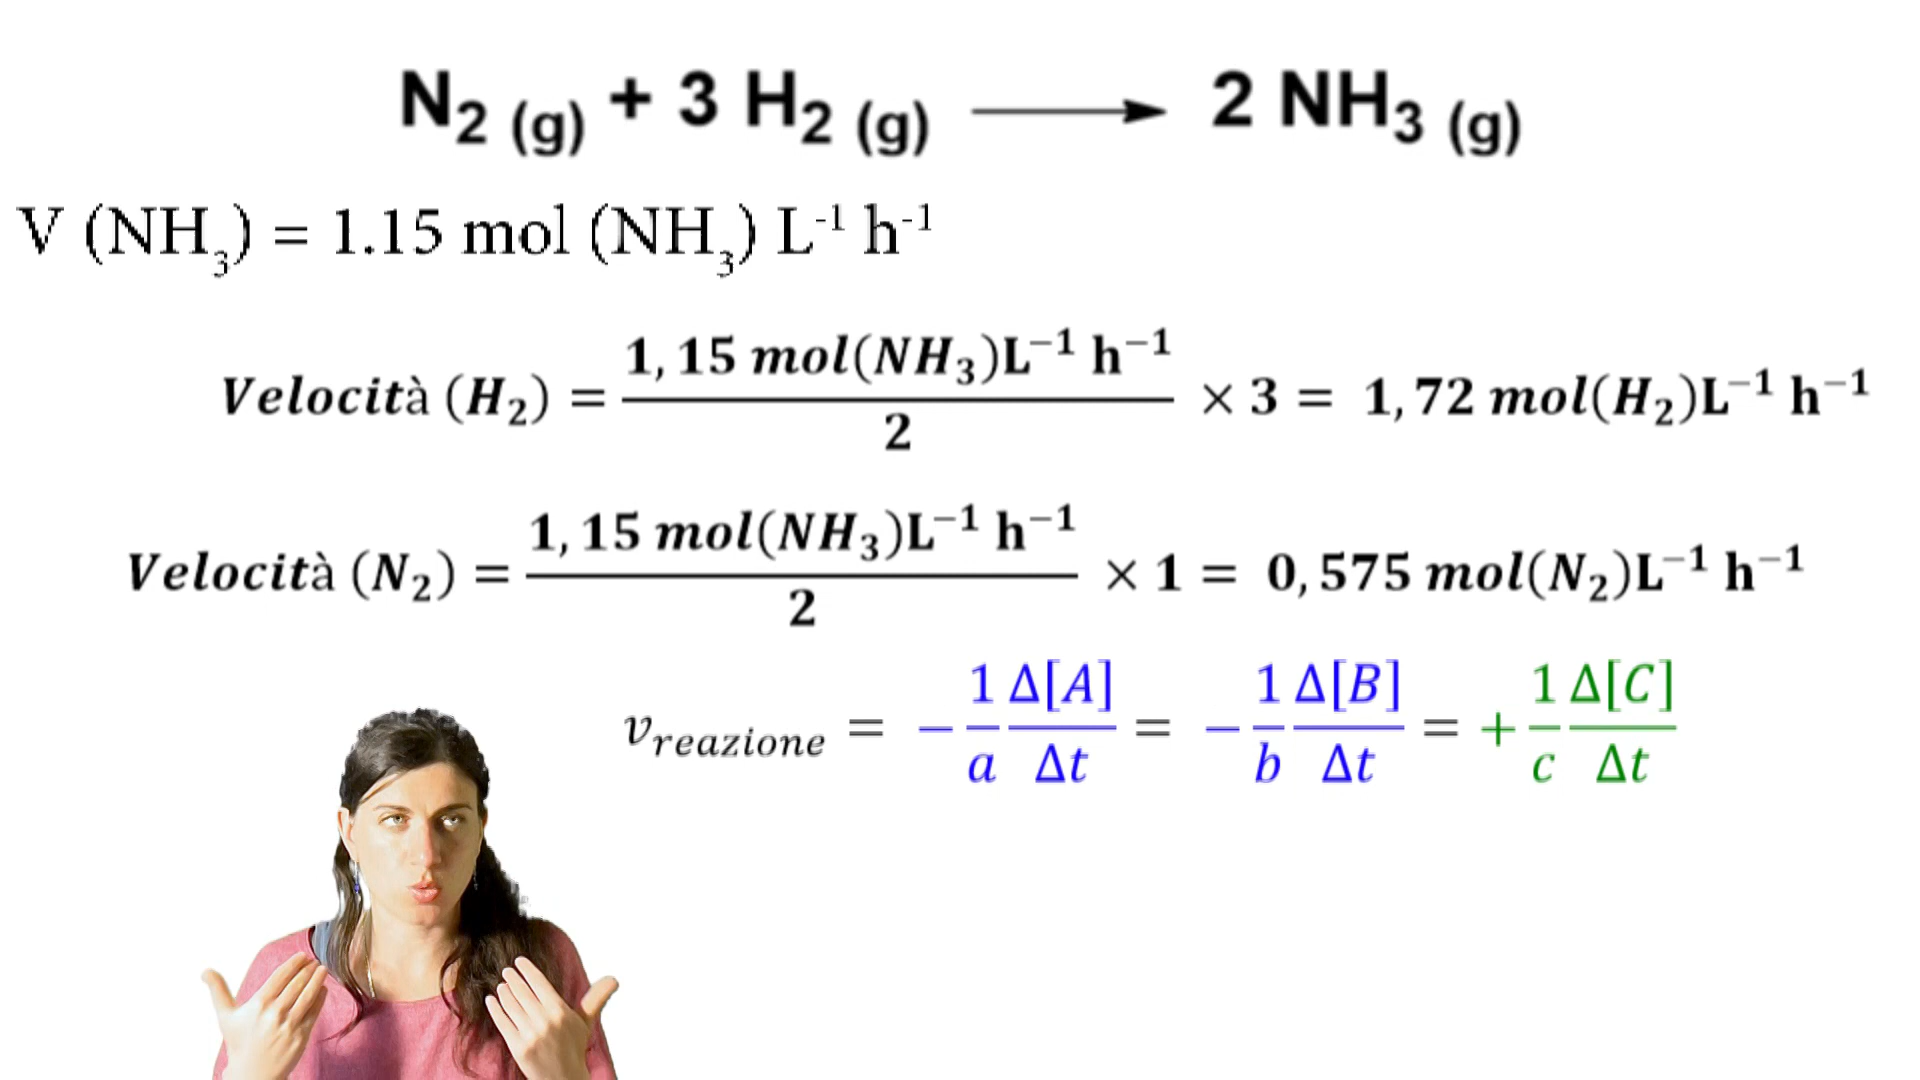 N₂ (g) + 3 H₂ (g) ⟶ 2 NH₃ (g)
V (NH₃) = 1.15 mol (NH₃) L⁻¹ h⁻¹
Velocità (H₂) = 1,15 mol(NH₃)L⁻¹ h⁻¹ / 2 × 3 = 1,72 mol(H₂)L⁻¹ h⁻¹
Velocità (N₂) = 1,15 mol(NH₃)L⁻¹ h⁻¹ / 2 × 1 = 0,575 mol(N₂)L⁻¹ h⁻¹
v_reazione = − 1/a Δ[A]/Δt = − 1/b Δ[B]/Δt = + 1/c Δ[C]/Δt